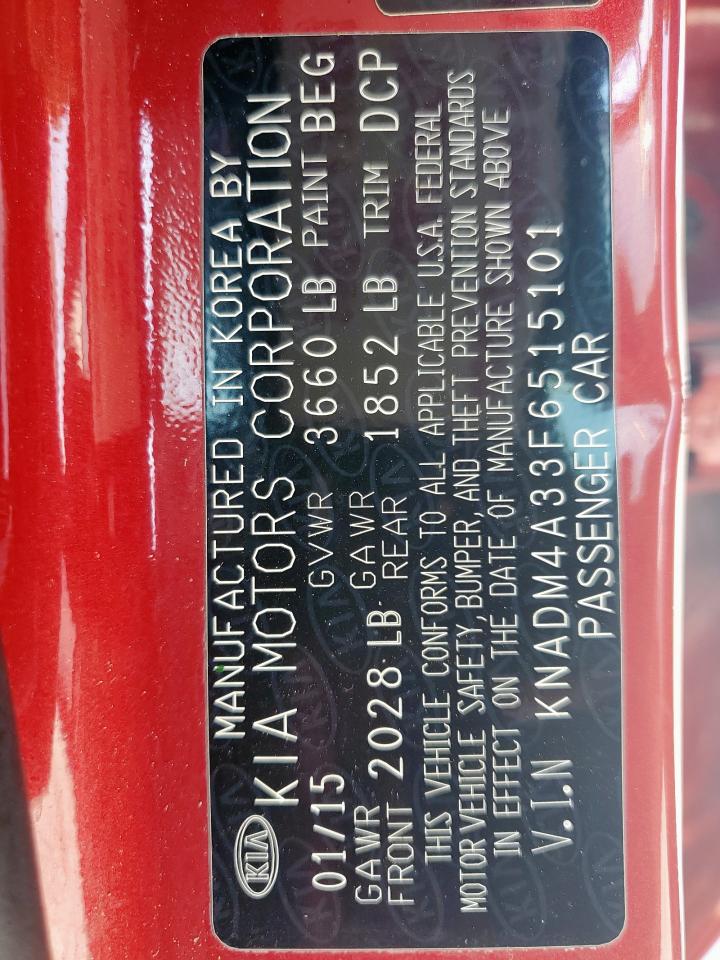 MANUFACTURED IN KOREA BY
KIA KIA MOTORS CORPORATION
01/15 GVWR 3660 LB PAINT BEG
GAWR FRONT 2028 LB GAWR REAR 1852 LB TRIM DCP
THIS VEHICLE CONFORMS TO ALL APPLICABLE U.S.A. FEDERAL
MOTOR VEHICLE SAFETY, BUMPER, AND THEFT PREVENTION STANDARDS
IN EFFECT ON THE DATE OF MANUFACTURE SHOWN ABOVE
V.I.N KNADM4A33F6515101
PASSENGER CAR